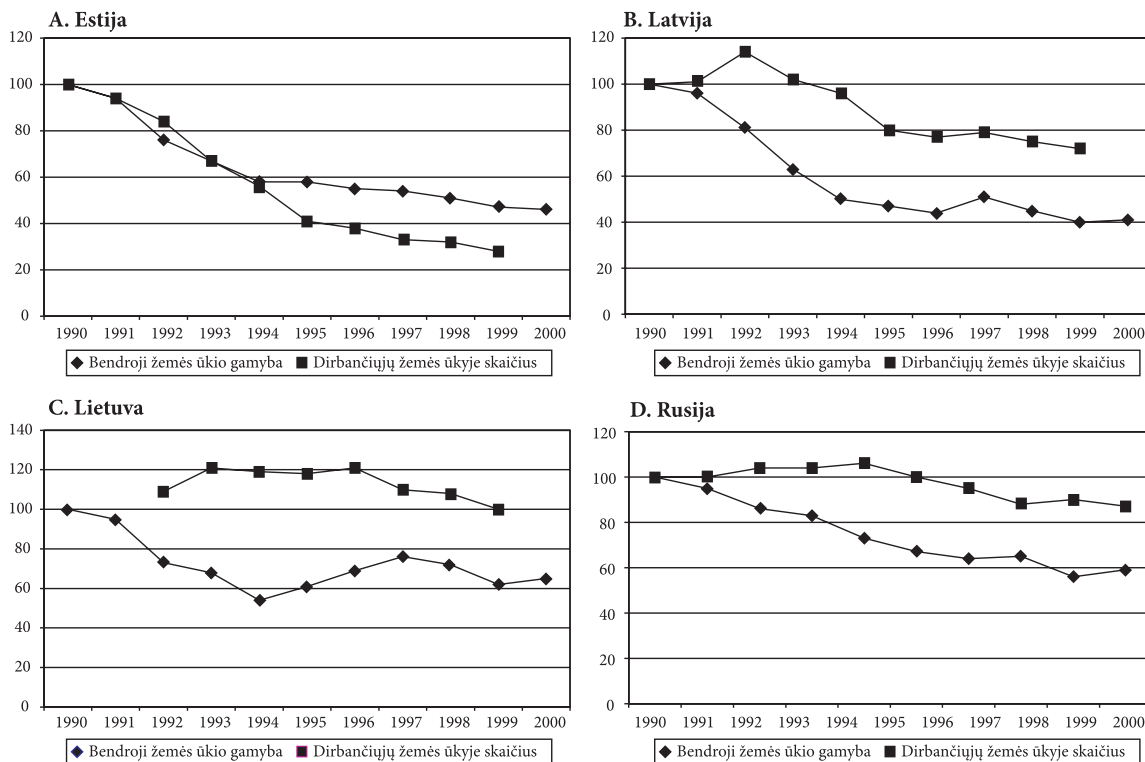 A. Estija
120
100
80
60
40
20
0
1990 1991 1992 1993 1994 1995 1996 1997 1998 1999 2000
Bendroji žemės ūkio gamyba Dirbančiųjų žemės ūkyje skaičius
B. Latvija
120
100
80
60
40
20
0
1990 1991 1992 1993 1994 1995 1996 1997 1998 1999 2000
Bendroji žemės ūkio gamyba Dirbančiųjų žemės ūkyje skaičius
C. Lietuva
140
120
100
80
60
40
20
0
1990 1991 1992 1993 1994 1995 1996 1997 1998 1999 2000
Bendroji žemės ūkio gamyba Dirbančiųjų žemės ūkyje skaičius
D. Rusija
120
100
80
60
40
20
0
1990 1991 1992 1993 1994 1995 1996 1997 1998 1999 2000
Bendroji žemės ūkio gamyba Dirbančiųjų žemės ūkyje skaičius